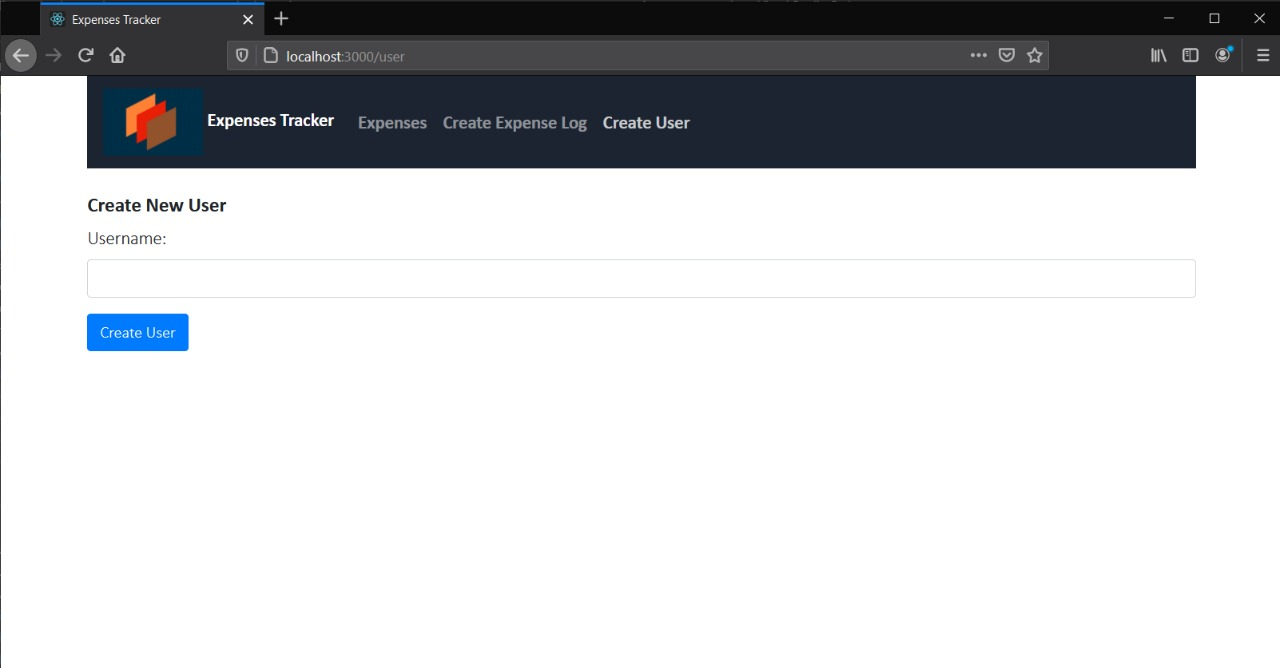 Expenses Tracker
localhost:3000/user
Expenses Tracker Expenses Create Expense Log Create User
Create New User
Username:
Create User